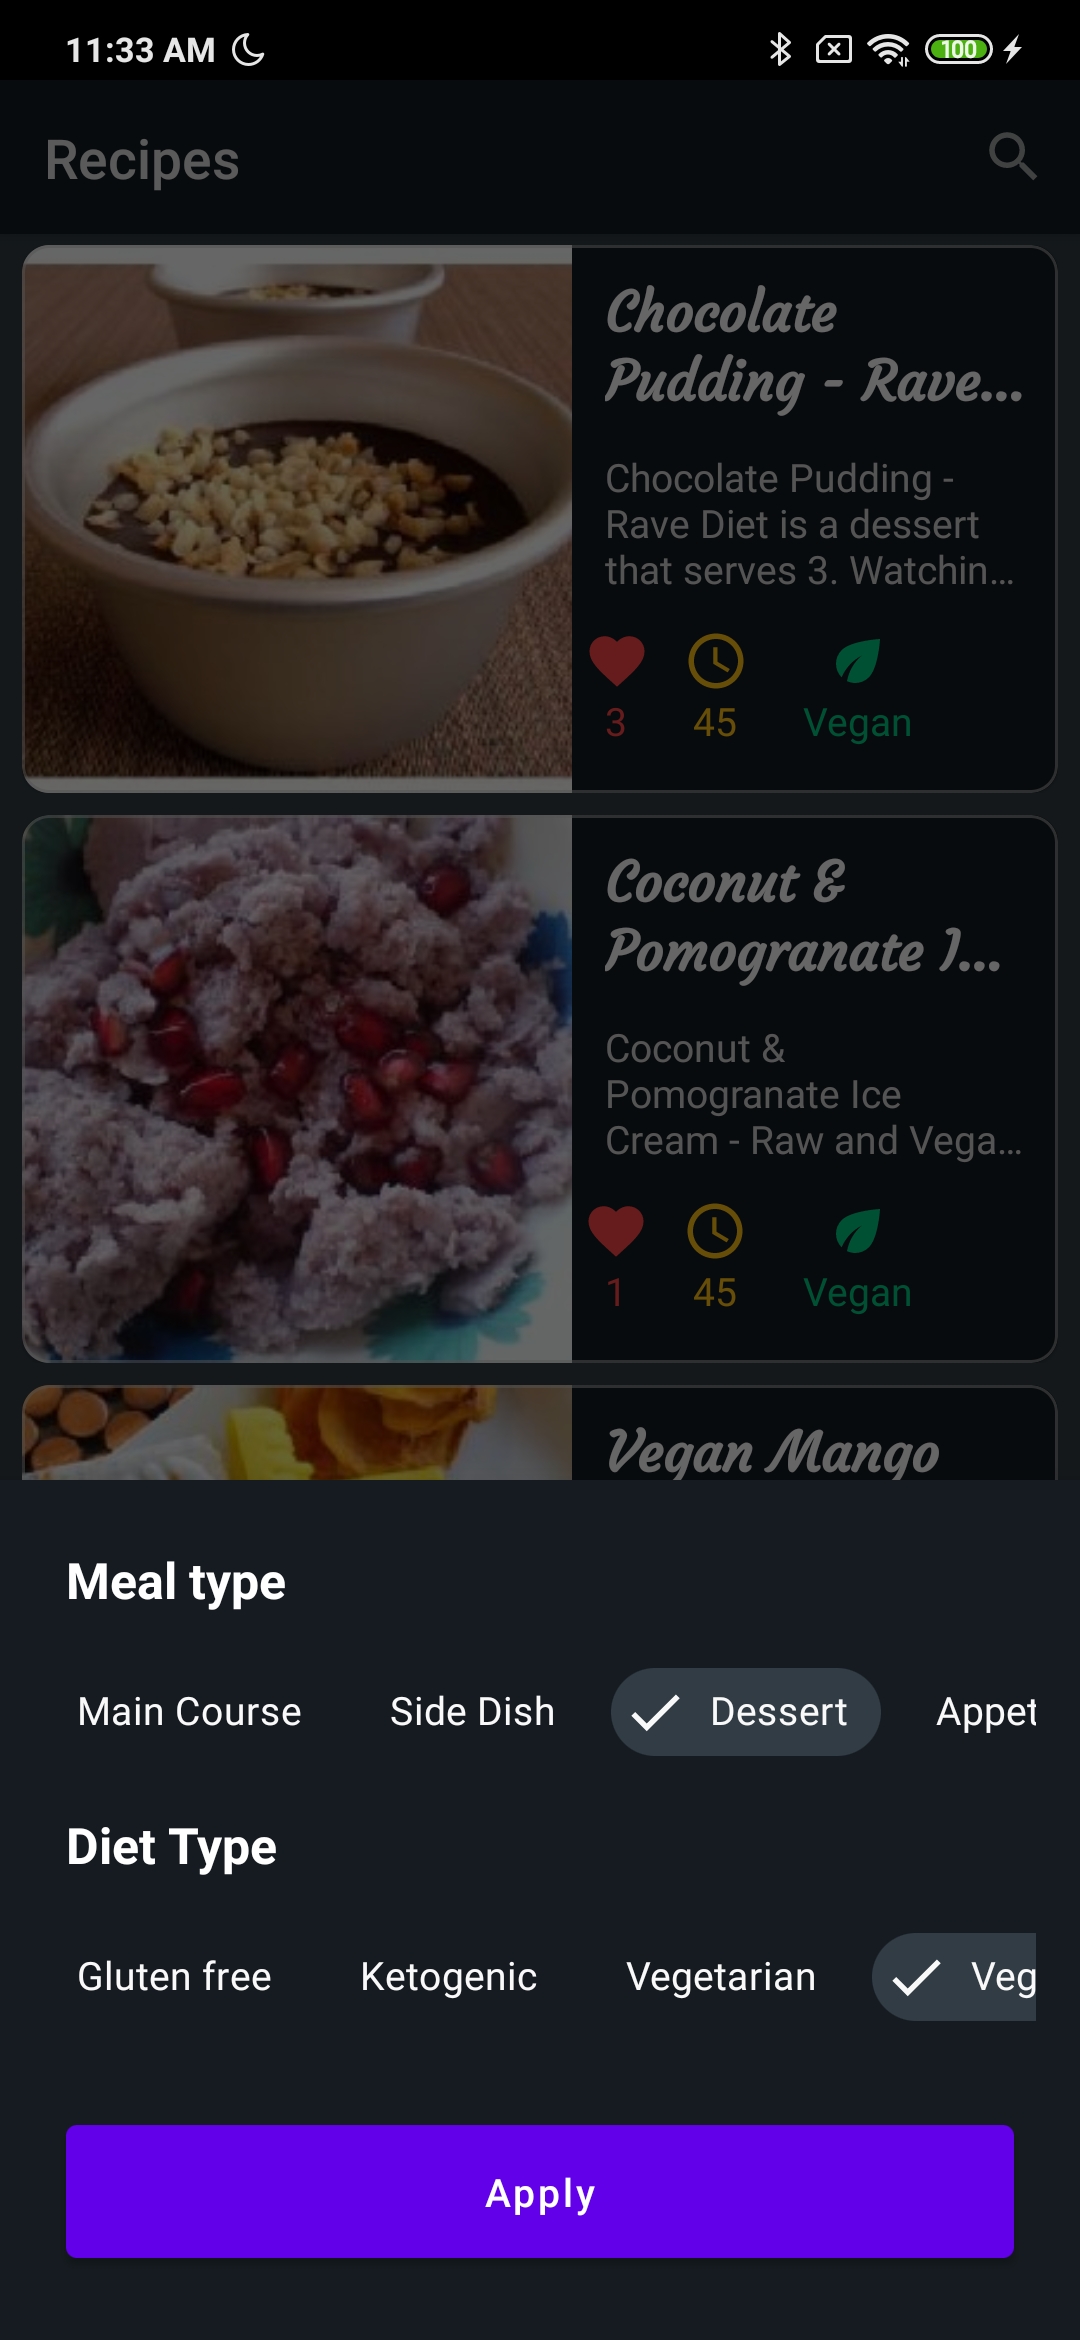 11:33 AM
100
Recipes
Chocolate
Pudding - Rave...
Chocolate Pudding -
Rave Diet is a dessert
that serves 3. Watchin...
3
45
Vegan
Coconut &
Pomogranate I...
Coconut &
Pomogranate Ice
Cream - Raw and Vega...
1
45
Vegan
Vegan Mango
Meal type
Main Course
Side Dish
Dessert
Appet
Diet Type
Gluten free
Ketogenic
Vegetarian
Veg
Apply